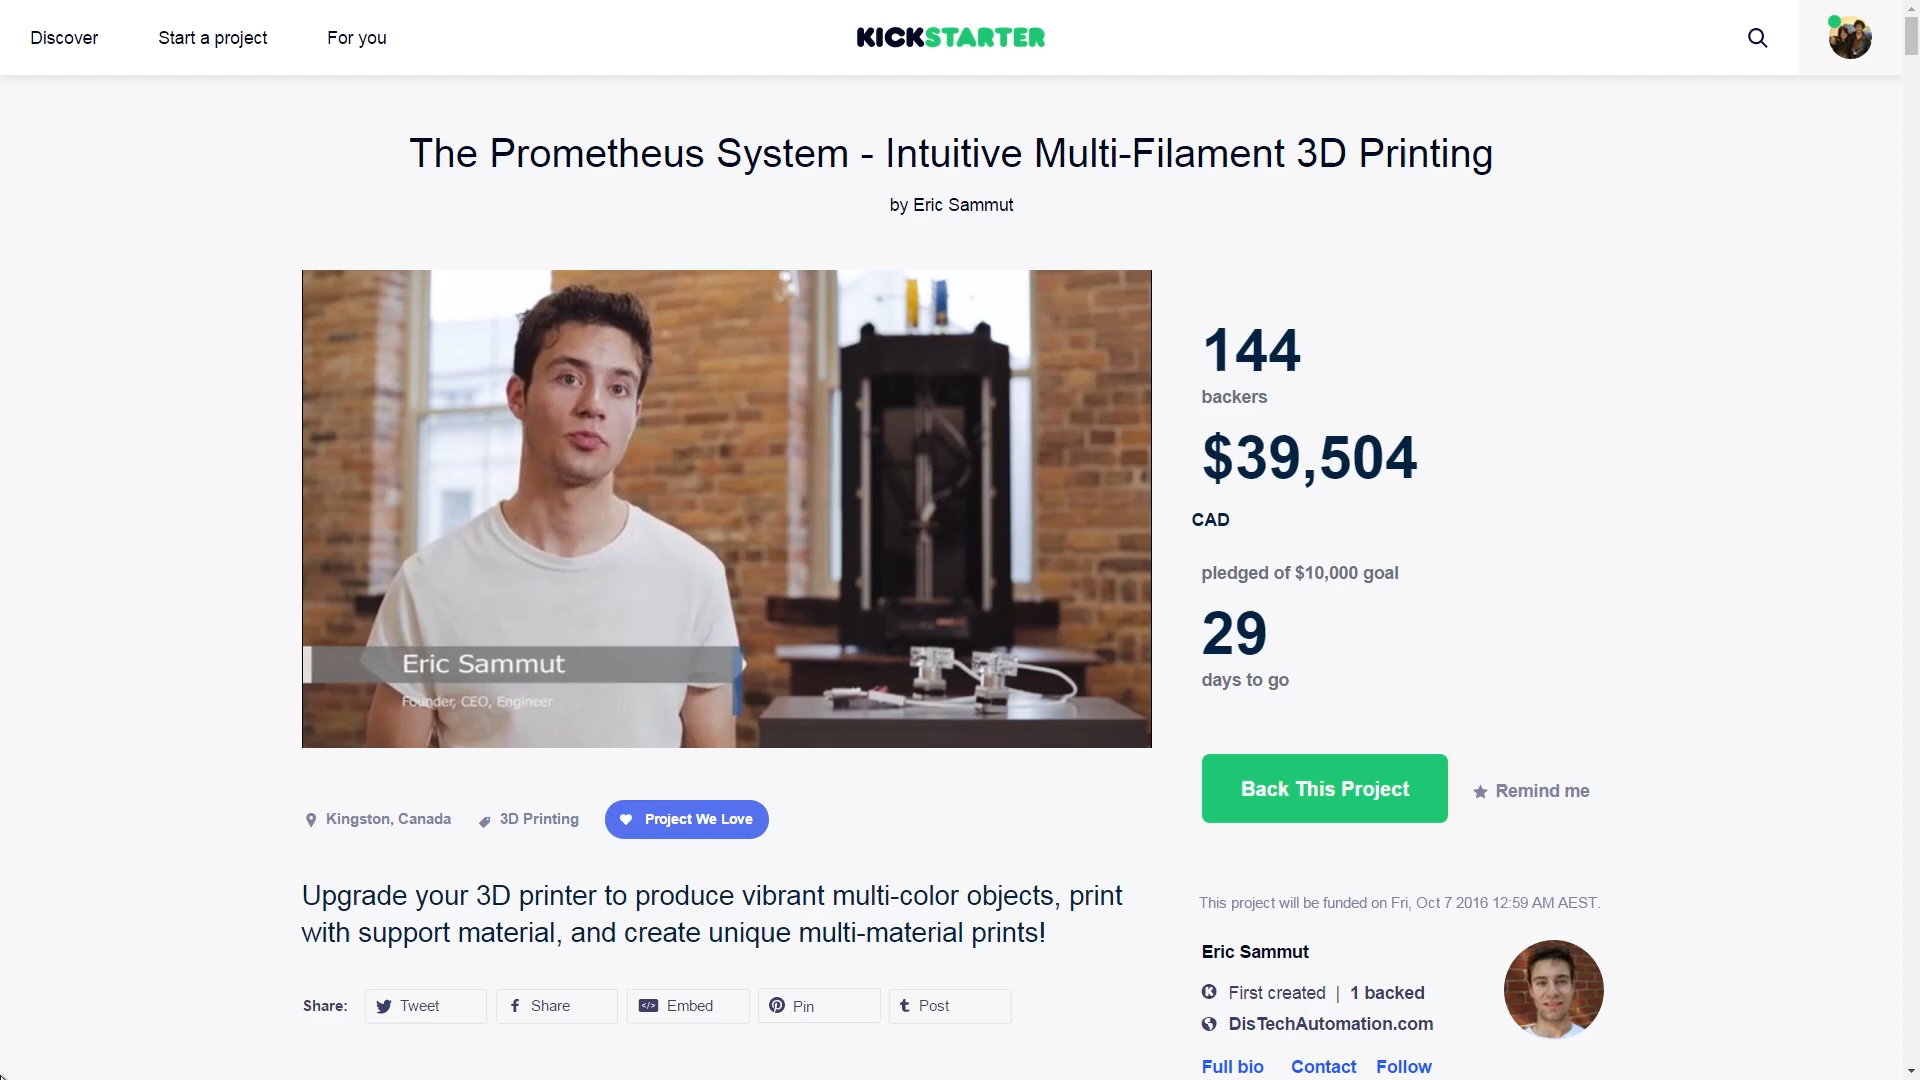 Discover
Start a project
For you
KICKSTARTER
The Prometheus System - Intuitive Multi-Filament 3D Printing
by Eric Sammut
Eric Sammut
Founder, CEO, Engineer
144
backers
$39,504
CAD
pledged of $10,000 goal
29
days to go
Back This Project
Remind me
Kingston, Canada
3D Printing
Project We Love
Upgrade your 3D printer to produce vibrant multi-color objects, print
with support material, and create unique multi-material prints!
This project will be funded on Fri, Oct 7 2016 12:59 AM AEST.
Share:
Tweet
Share
Embed
Pin
Post
Eric Sammut
First created | 1 backed
DisTechAutomation.com
Full bio
Contact
Follow